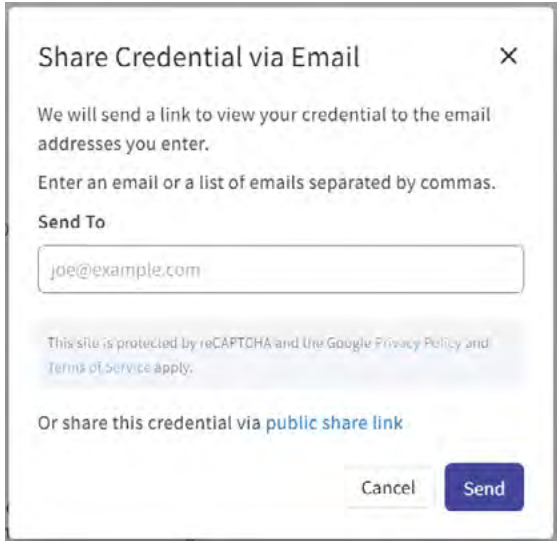 Share Credential via Email
We will send a link to view your credential to the email
addresses you enter.
Enter an email or a list of emails separated by commas.
Send To
joe@example.com
This site is protected by reCAPTCHA and the Google Privacy Policy and
Terms of Service apply.
Or share this credential via public share link
Cancel
Send